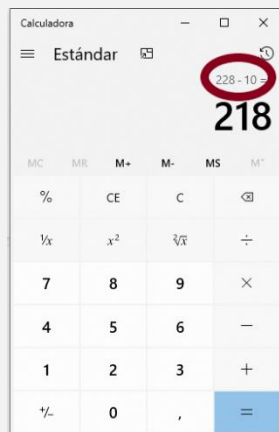 Calculadora
Estándar
228 - 10 =
218
MC MR M+ M- MS M˅
% CE C
¹/x x² ²√x ÷
7 8 9 ×
4 5 6 −
1 2 3 +
+/− 0 , =